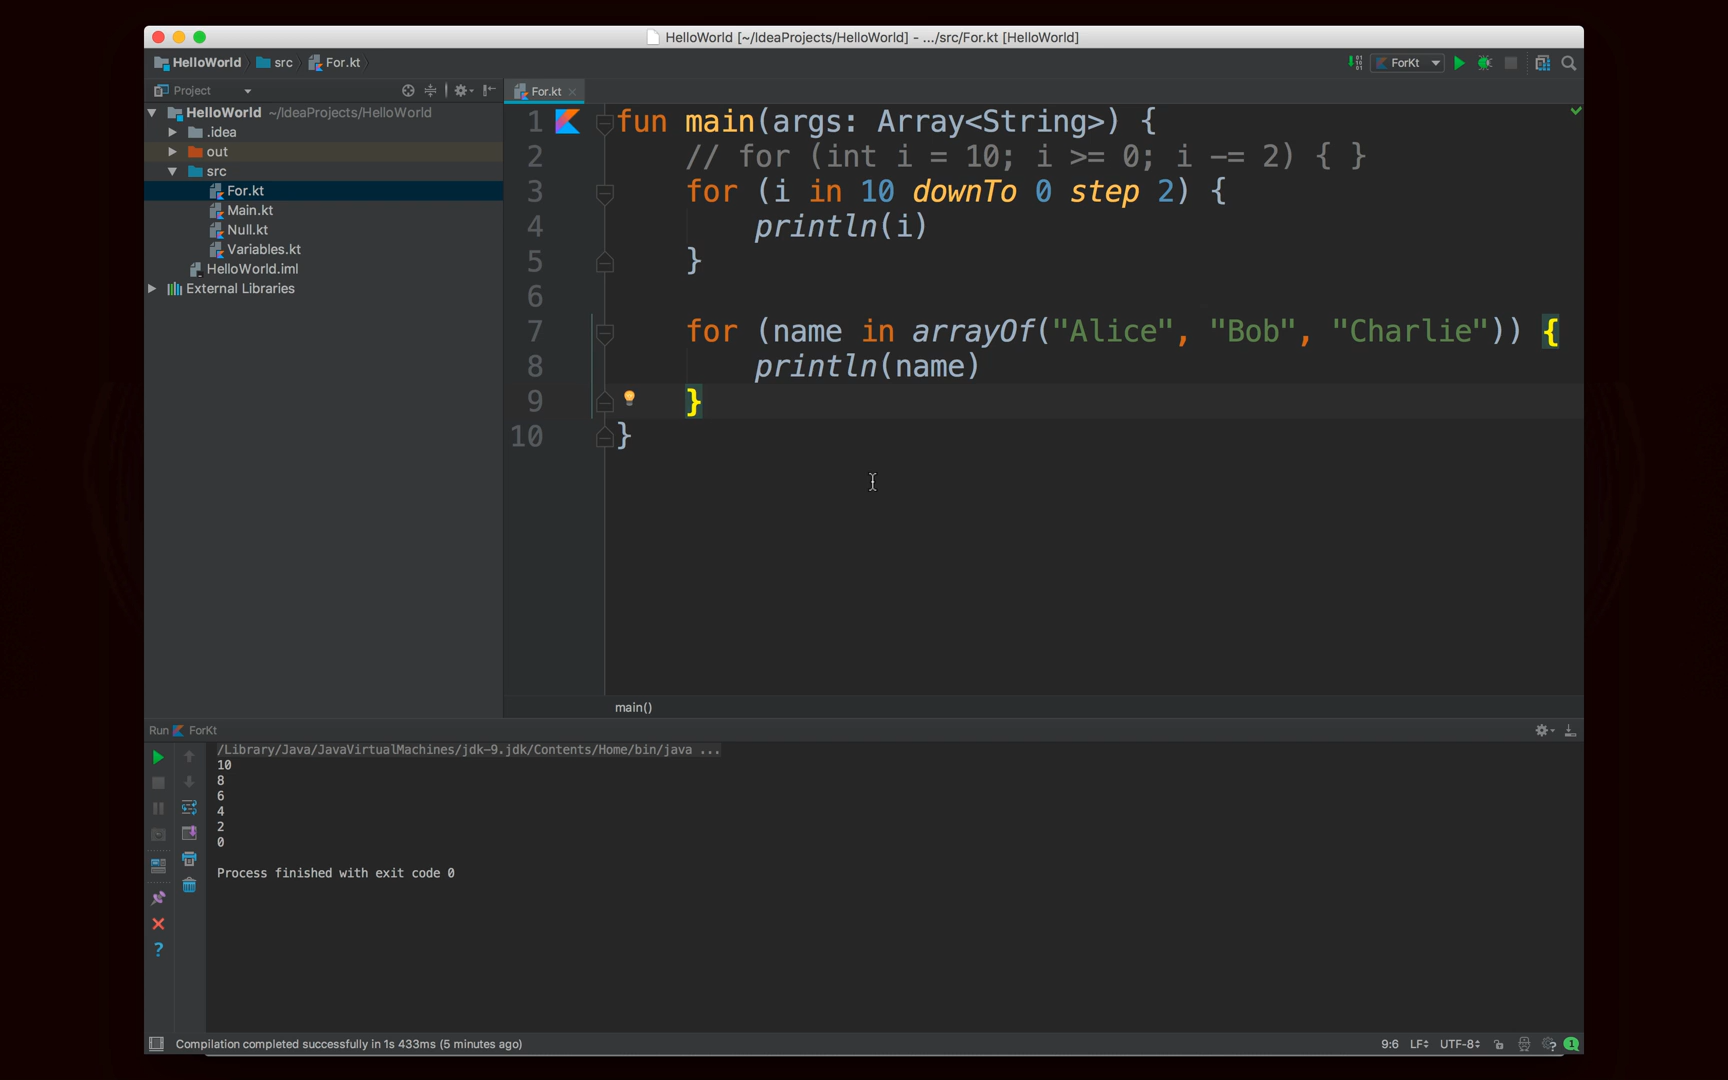 HelloWorld [~/IdeaProjects/HelloWorld] - .../src/For.kt [HelloWorld]
HelloWorld src For.kt ForKt
Project For.kt
HelloWorld ~/IdeaProjects/HelloWorld
.idea
out
src
For.kt
Main.kt
Null.kt
Variables.kt
HelloWorld.iml
External Libraries
1 fun main(args: Array<String>) {
2 // for (int i = 10; i >= 0; i -= 2) { }
3 for (i in 10 downTo 0 step 2) {
4 println(i)
5 }
6
7 for (name in arrayOf("Alice", "Bob", "Charlie")) {
8 println(name)
9 }
10 }
main()
Run ForKt
/Library/Java/JavaVirtualMachines/jdk-9.jdk/Contents/Home/bin/java ...
10
8
6
4
2
0
Process finished with exit code 0
Compilation completed successfully in 1s 433ms (5 minutes ago) 9:6 LF UTF-8 1